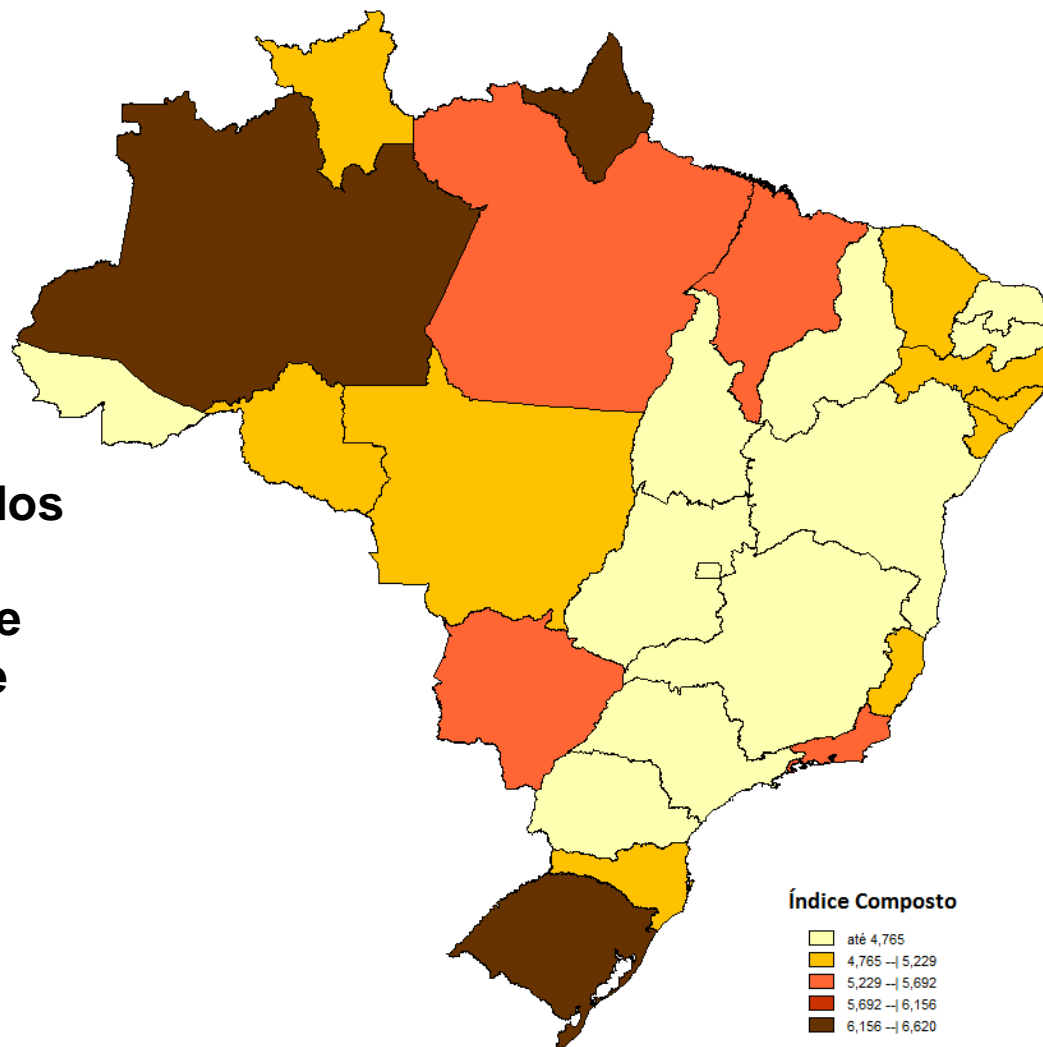 los
e
e
Índice Composto
até 4,765
4,765 --| 5,229
5,229 --| 5,692
5,692 --| 6,156
6,156 --| 6,620